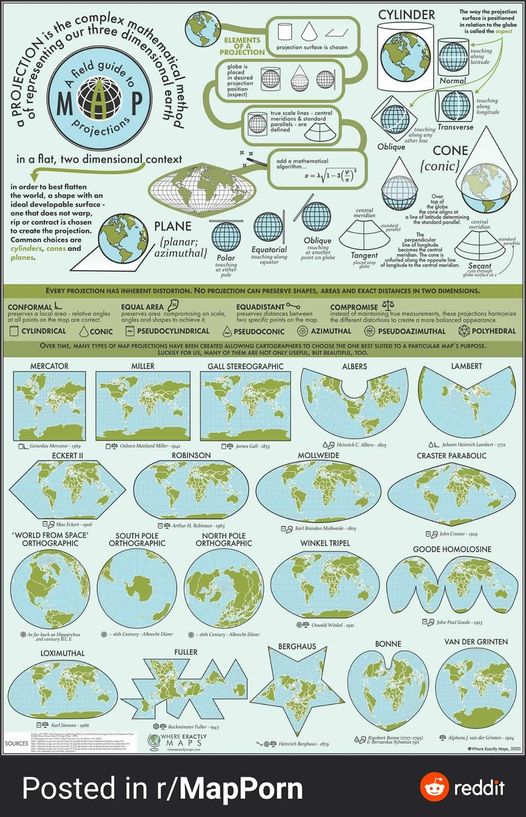 a PROJECTION is the complex mathematical method
of representing our three dimensional earth
A field guide to
MAP
projections
in a flat, two dimensional context
in order to best flatten
the world, a shape with an
ideal developable surface -
one that does not warp,
rip or contract is chosen
to create the projection.
Common choices are
cylinders, cones and
planes.
ELEMENTS
OF A
PROJECTION
projection surface is chosen
globe is
placed in
desired
projection
position
(aspect)
true scale lines - central
meridians & standard
parallels - are
defined
add a mathematical
algorithm...
CYLINDER
The way the projection
surface is positioned
in relation to the globe
is called the aspect
touching
along
latitude
Normal
touching
along
longitude
Transverse
touching
along any
other line
Oblique
CONE
{conic}
Over
top of
the globe
the cone aligns at
a line of latitude determining
the standard parallel.
The
perpendicular
line of longitude
becomes the central
meridian. The cone is
unfurled along the opposite line
of longitude to the central meridian.
central
meridian
standard
parallel
Tangent
placed atop
globe
central
meridian
standard
parallels
Secant
cuts through
globe surface at 2
PLANE
{planar;
azimuthal}
Polar
touching
at either
pole
Equatorial
touching along
equator
Oblique
touching at
another point
on globe
EVERY PROJECTION HAS INHERENT DISTORTION. NO PROJECTION CAN PRESERVE SHAPES, AREAS AND EXACT DISTANCES IN TWO DIMENSIONS.
CONFORMAL
preserves a local area - relative angles
at all points on the map are correct.
EQUAL AREA
preserves area compromising on scale,
angles and shapes to achieve it.
EQUIDISTANT
preserves distances between
two specific points on the map.
COMPROMISE
instead of maintaining true measurements, these projections harmonize
the different distortions to create a more balanced appearance.
CYLINDRICAL
CONIC
PSEUDOCYLINDRICAL
PSEUDOCONIC
AZIMUTHAL
PSEUDOAZIMUTHAL
POLYHEDRAL
OVER TIME, MANY TYPES OF MAP PROJECTIONS HAVE BEEN CREATED ALLOWING CARTOGRAPHERS TO CHOOSE THE ONE BEST SUITED TO A PARTICULAR MAP'S PURPOSE.
LUCKILY FOR US, MANY OF THEM ARE NOT ONLY USEFUL, BUT BEAUTIFUL, TOO.
MERCATOR
Gerardus Mercator - 1569
MILLER
Osborn Maitland Miller - 1942
GALL STEREOGRAPHIC
James Gall - 1855
ALBERS
Heinrich C. Albers - 1805
LAMBERT
Johann Heinrich Lambert - 1772
ECKERT II
Max Eckert - 1906
ROBINSON
Arthur H. Robinson - 1963
MOLLWEIDE
Karl Brandan Mollweide - 1805
CRASTER PARABOLIC
John Craster - 1929
'WORLD FROM SPACE'
ORTHOGRAPHIC
As far back as Hipparchus
2nd century B.C.E
SOUTH POLE
ORTHOGRAPHIC
~ 16th Century - Albrecht Dürer
NORTH POLE
ORTHOGRAPHIC
~ 16th Century - Albrecht Dürer
WINKEL TRIPEL
Oswald Winkel - 1921
GOODE HOMOLOSINE
John Paul Goode - 1923
LOXIMUTHAL
Karl Sieman - 1966
FULLER
Buckminster Fuller - 1943
BERGHAUS
Heinrich Berghaus - 1879
BONNE
Rigobert Bonne (1727-1795)
& Bernardus Sylvanus 1511
VAN DER GRINTEN
Alphons J. van der Grinten - 1904
SOURCES
WHERE EXACTLY
MAPS
©Where Exactly Maps, 2020
Posted in r/MapPorn
reddit